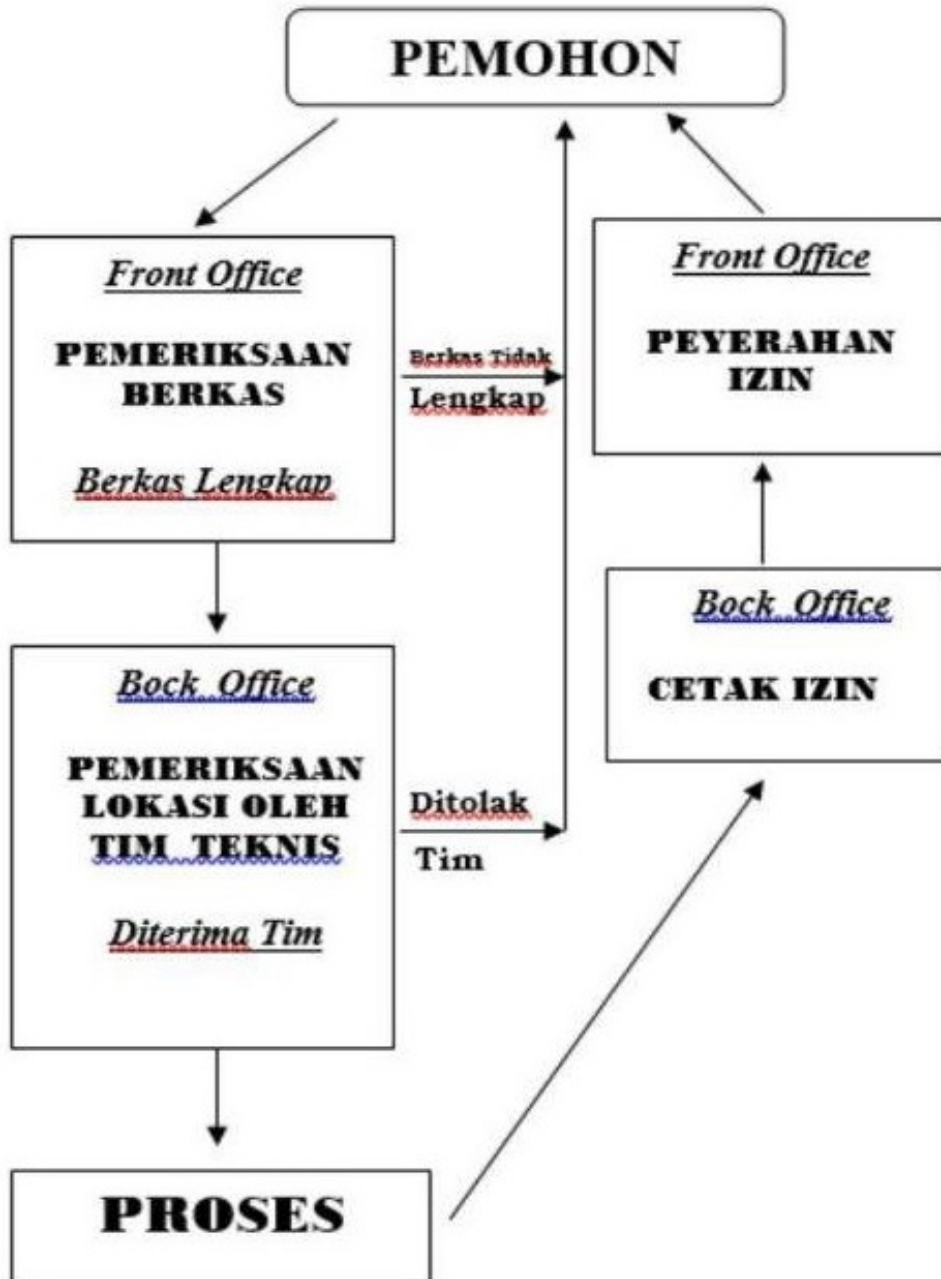 PEMOHON
Front Office
PEMERIKSAAN
BERKAS
Berkas Lengkap
Berkas Tidak
Lengkap
Bock Office
PEMERIKSAAN
LOKASI OLEH
TIM TEKNIS
Diterima Tim
Ditolak
Tim
PROSES
Bock Office
CETAK IZIN
Front Office
PEYERAHAN
IZIN